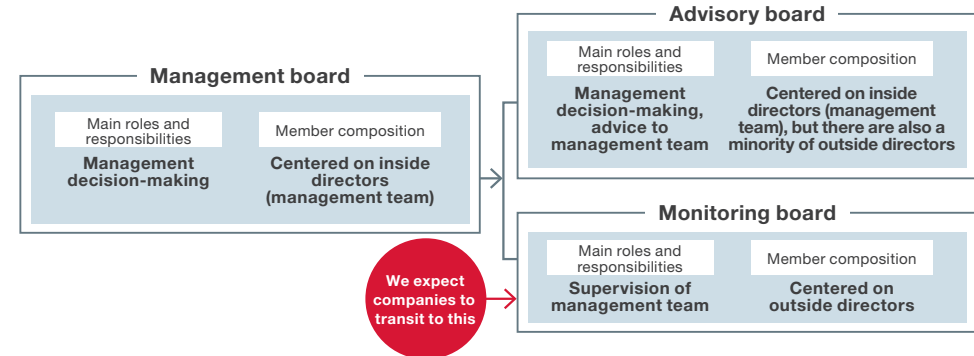 Management board
Main roles and
responsibilities
Management
decision-making
Member composition
Centered on inside
directors
(management team)
Advisory board
Main roles and
responsibilities
Management
decision-making,
advice to
management team
Member composition
Centered on inside
directors (management
team), but there are also a
minority of outside directors
Monitoring board
Main roles and
responsibilities
Supervision of
management team
Member composition
Centered on
outside directors
We expect
companies to
transit to this